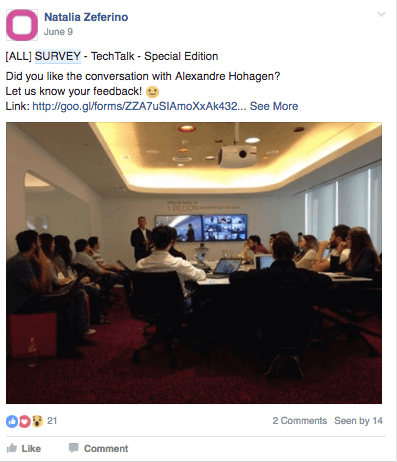 Natalia Zeferino
June 9
[ALL] SURVEY - TechTalk - Special Edition
Did you like the conversation with Alexandre Hohagen?
Let us know your feedback! 😉
Link: http://goo.gl/forms/ZZA7uSIAmoXxAk432... See More
1 BILLION
21
2 Comments Seen by 14
Like Comment